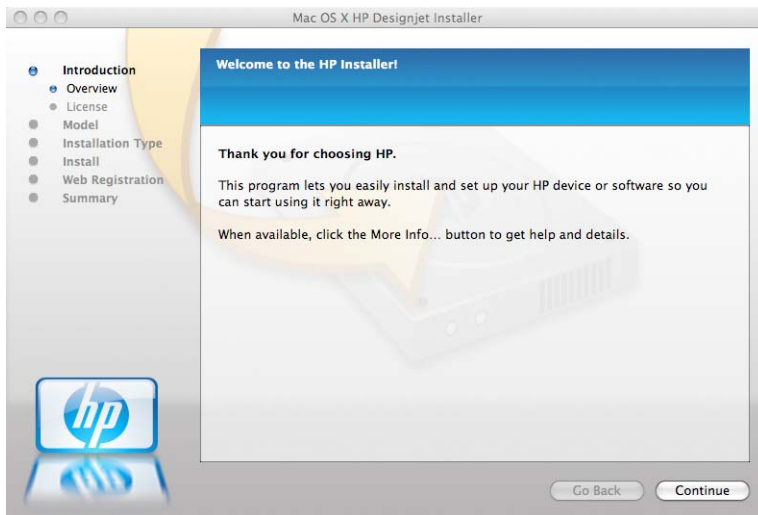 Mac OS X HP Designjet Installer
Introduction
Overview
License
Model
Installation Type
Install
Web Registration
Summary
hp
Welcome to the HP Installer!
Thank you for choosing HP.
This program lets you easily install and set up your HP device or software so you
can start using it right away.
When available, click the More Info... button to get help and details.
Go Back
Continue